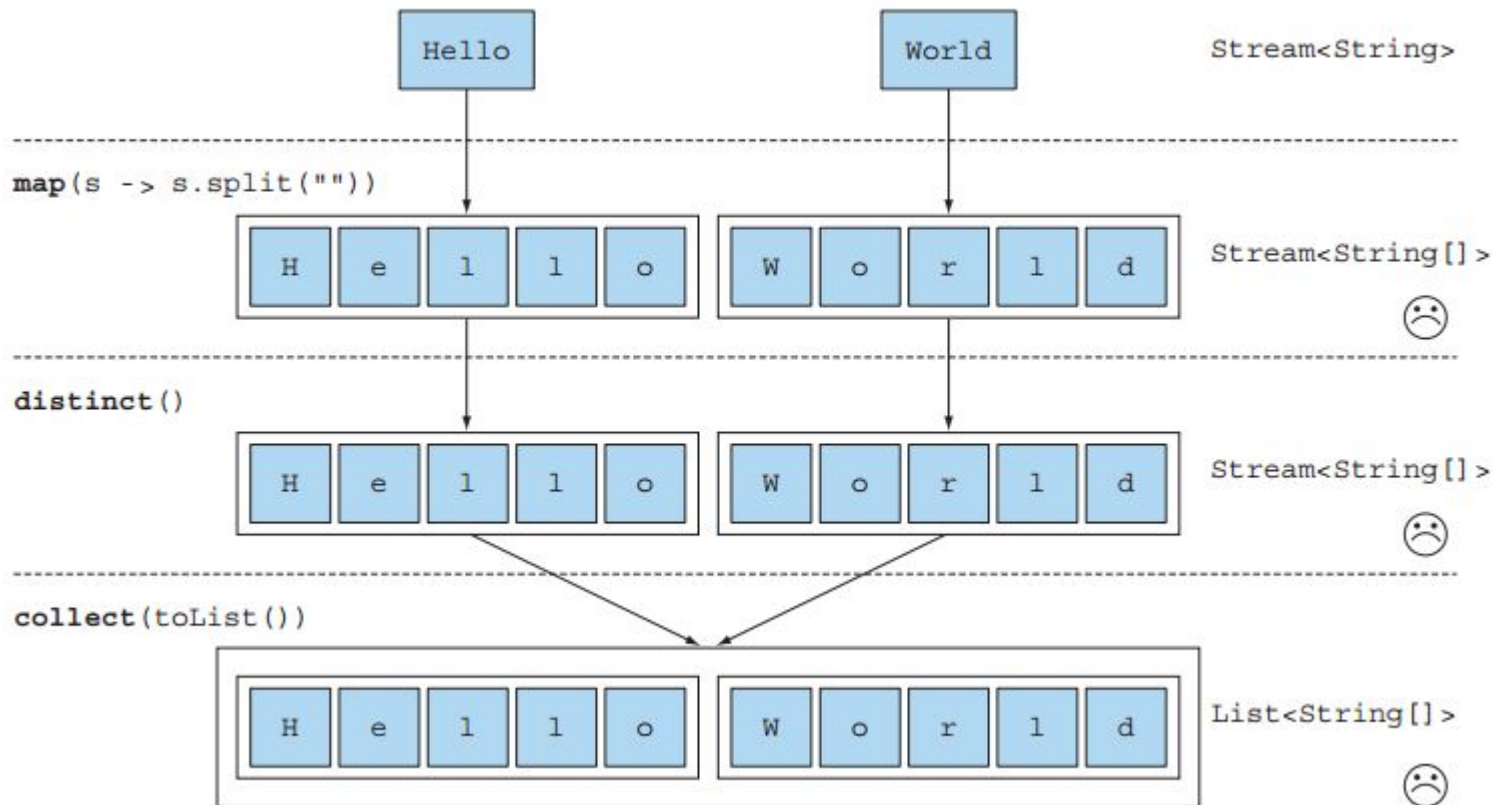 Hello World Stream<String>
map(s -> s.split(""))
H e l l o W o r l d Stream<String[]>
distinct()
H e l l o W o r l d Stream<String[]>
collect(toList())
H e l l o W o r l d List<String[]>